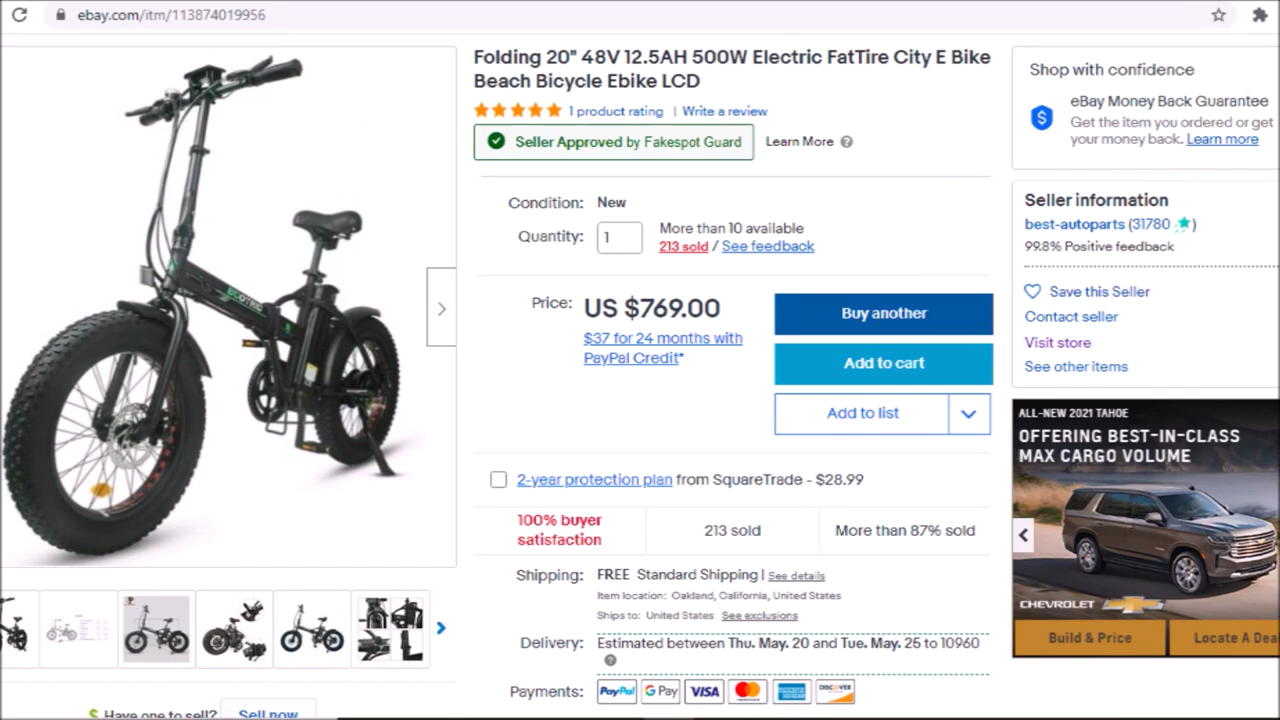 ebay.com/itm/113874019956
Folding 20" 48V 12.5AH 500W Electric FatTire City E Bike
Beach Bicycle Ebike LCD
1 product rating | Write a review
Seller Approved by Fakespot Guard
Learn More
Condition: New
Quantity: 1
More than 10 available
213 sold / See feedback
Price: US $769.00
$37 for 24 months with
PayPal Credit*
Buy another
Add to cart
Add to list
2-year protection plan from SquareTrade - $28.99
100% buyer
satisfaction
213 sold
More than 87% sold
Shipping: FREE Standard Shipping | See details
Item location: Oakland, California, United States
Ships to: United States See exclusions
Delivery: Estimated between Thu. May. 20 and Tue. May. 25 to 10960
Payments: PayPal G Pay VISA mastercard DISCOVER
Have one to sell? Sell now
Shop with confidence
eBay Money Back Guarantee
Get the item you ordered or get
your money back. Learn more
Seller information
best-autoparts (31780 )
99.8% Positive feedback
Save this Seller
Contact seller
Visit store
See other items
ALL-NEW 2021 TAHOE
OFFERING BEST-IN-CLASS
MAX CARGO VOLUME
CHEVROLET
Build & Price
Locate A Dea
ECOTRIC